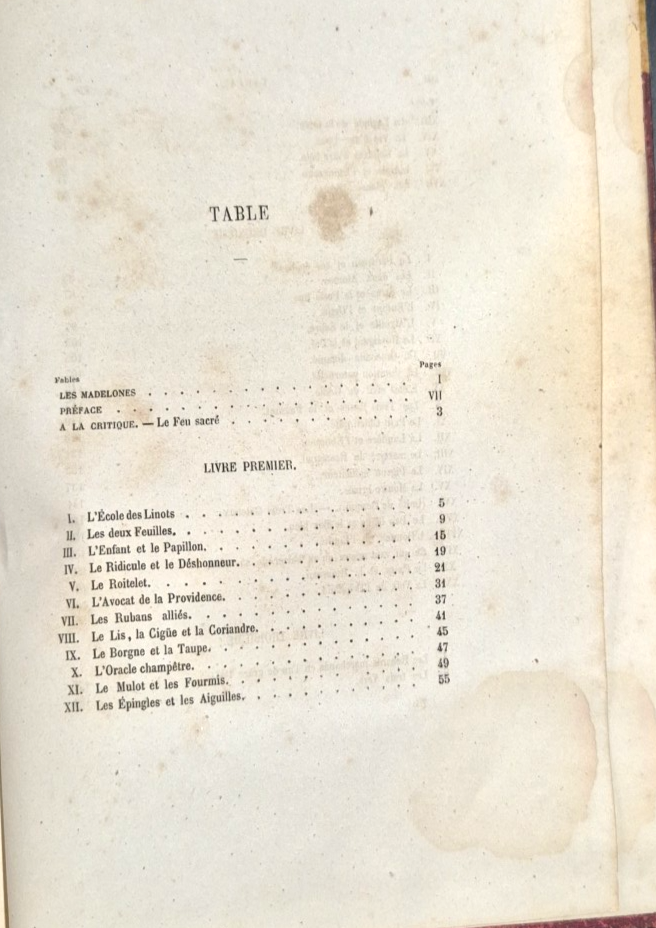 TABLE
Fables
Pages
LES MADELONES . . . . . . . . . . . . . . . . I
PRÉFACE . . . . . . . . . . . . . . . . . VII
A LA CRITIQUE. — Le Feu sacré . . . . . . . . . . . . 3
LIVRE PREMIER.
I. L'École des Linots . . . . . . . . . . . . . 5
II. Les deux Feuilles. . . . . . . . . . . . . . 9
III. L'Enfant et le Papillon. . . . . . . . . . . . 15
IV. Le Ridicule et le Déshonneur. . . . . . . . . . 19
V. Le Roitelet. . . . . . . . . . . . . . . 21
VI. L'Avocat de la Providence. . . . . . . . . . . 31
VII. Les Rubans alliés. . . . . . . . . . . . . 37
VIII. Le Lis, la Cigüe et la Coriandre. . . . . . . . . 41
IX. Le Borgne et la Taupe. . . . . . . . . . . . 45
X. L'Oracle champêtre. . . . . . . . . . . . . 47
XI. Le Mulot et les Fourmis. . . . . . . . . . . 49
XII. Les Épingles et les Aiguilles. . . . . . . . . . 55